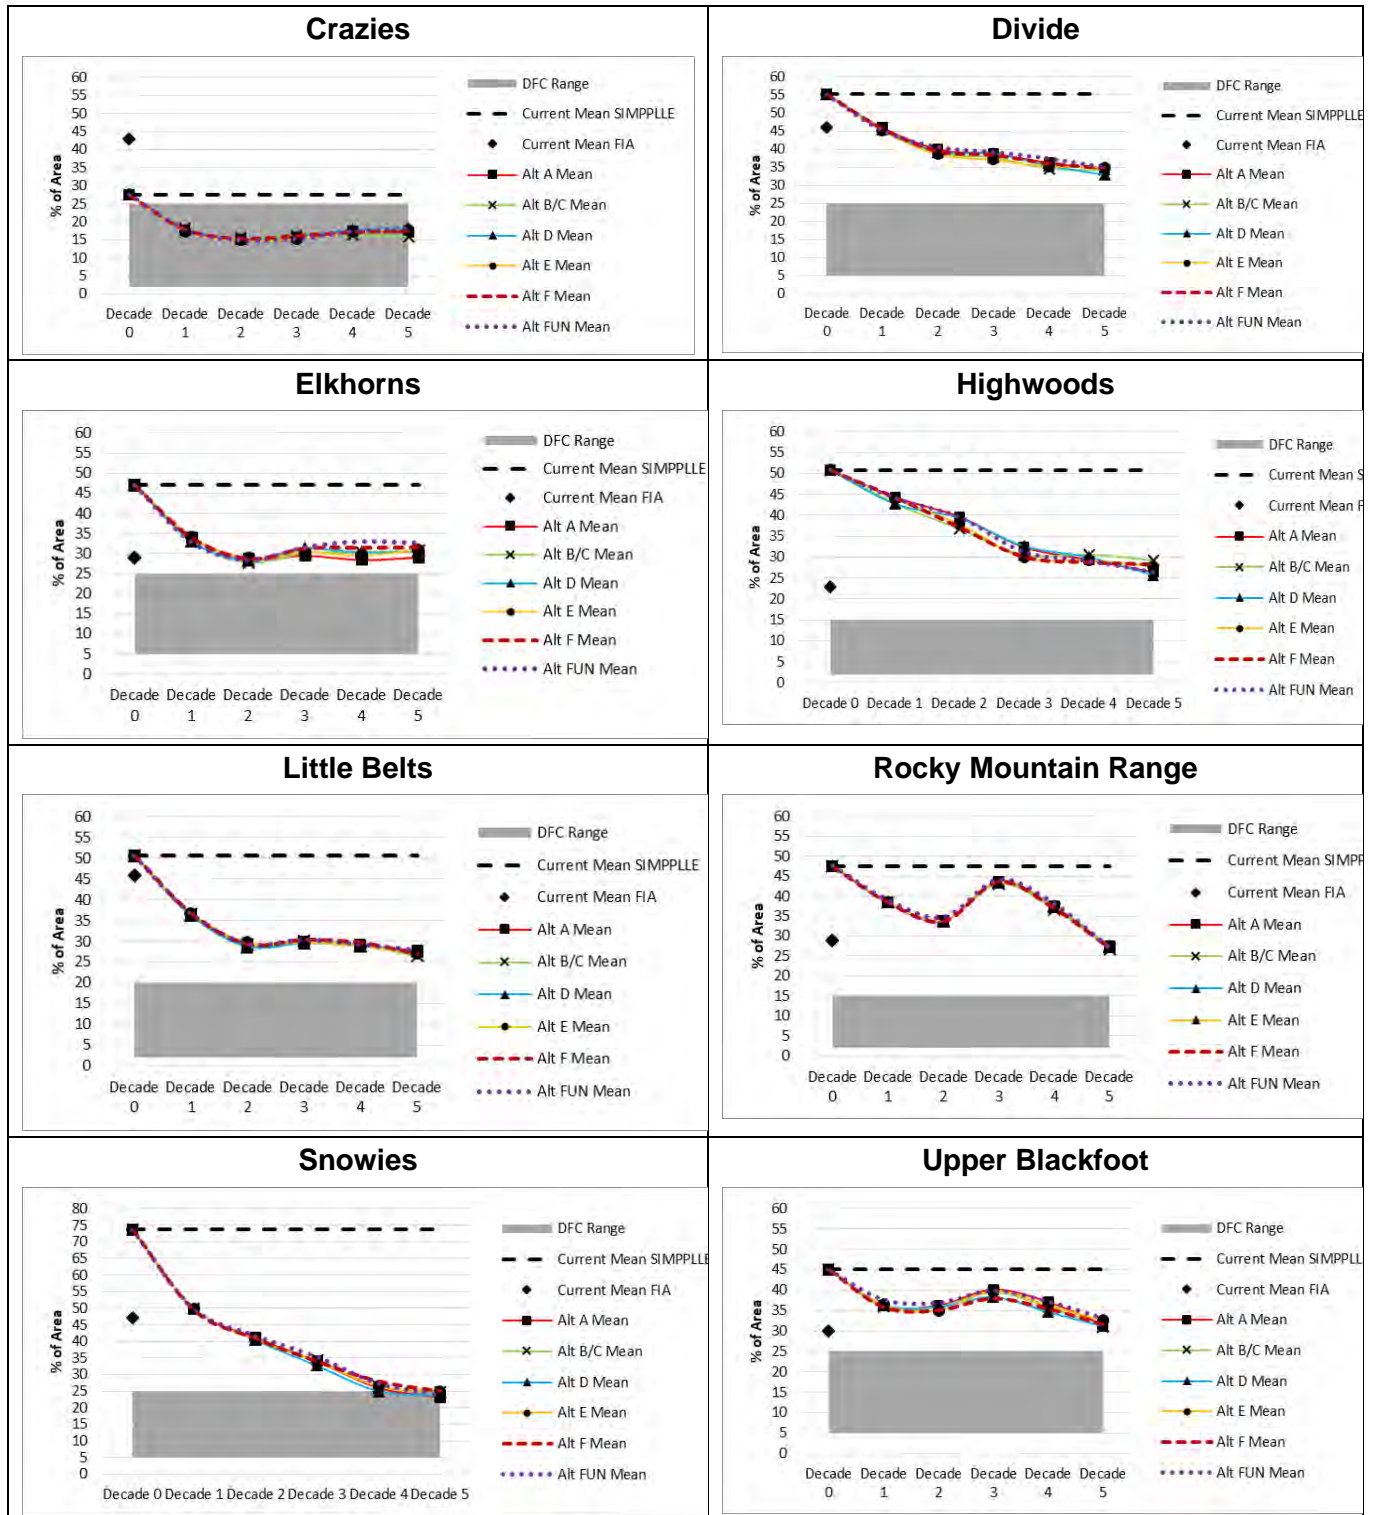 Crazies
60
55
50
45
40
35
30
25
20
15
10
5
0
% of Area
Decade 0
Decade 1
Decade 2
Decade 3
Decade 4
Decade 5
DFC Range
Current Mean SIMPPLLE
Current Mean FIA
Alt A Mean
Alt B/C Mean
Alt D Mean
Alt E Mean
Alt F Mean
Alt FUN Mean
Divide
60
55
50
45
40
35
30
25
20
15
10
5
0
% of Area
Decade 0
Decade 1
Decade 2
Decade 3
Decade 4
Decade 5
DFC Range
Current Mean SIMPPLLE
Current Mean FIA
Alt A Mean
Alt B/C Mean
Alt D Mean
Alt E Mean
Alt F Mean
Alt FUN Mean
Elkhorns
60
55
50
45
40
35
30
25
20
15
10
5
0
% of Area
Decade 0
Decade 1
Decade 2
Decade 3
Decade 4
Decade 5
DFC Range
Current Mean SIMPPLLE
Current Mean FIA
Alt A Mean
Alt B/C Mean
Alt D Mean
Alt E Mean
Alt F Mean
Alt FUN Mean
Highwoods
60
55
50
45
40
35
30
25
20
15
10
5
0
% of Area
Decade 0 Decade 1 Decade 2 Decade 3 Decade 4 Decade 5
DFC Range
Current Mean S
Current Mean F
Alt A Mean
Alt B/C Mean
Alt D Mean
Alt E Mean
Alt F Mean
Alt FUN Mean
Little Belts
60
55
50
45
40
35
30
25
20
15
10
5
0
% of Area
Decade 0
Decade 1
Decade 2
Decade 3
Decade 4
Decade 5
DFC Range
Current Mean SIMPPLLE
Current Mean FIA
Alt A Mean
Alt B/C Mean
Alt D Mean
Alt E Mean
Alt F Mean
Alt FUN Mean
Rocky Mountain Range
60
55
50
45
40
35
30
25
20
15
10
5
0
% of Area
Decade 0
Decade 1
Decade 2
Decade 3
Decade 4
Decade 5
DFC Range
Current Mean SIMPP
Current Mean FIA
Alt A Mean
Alt B/C Mean
Alt D Mean
Alt E Mean
Alt F Mean
Alt FUN Mean
Snowies
80
75
70
65
60
55
50
45
40
35
30
25
20
15
10
5
0
% of Area
Decade 0 Decade 1 Decade 2 Decade 3 Decade 4 Decade 5
DFC Range
Current Mean SIMPPLLE
Current Mean FIA
Alt A Mean
Alt B/C Mean
Alt D Mean
Alt E Mean
Alt F Mean
Alt FUN Mean
Upper Blackfoot
60
55
50
45
40
35
30
25
20
15
10
5
0
% of Area
Decade 0
Decade 1
Decade 2
Decade 3
Decade 4
Decade 5
DFC Range
Current Mean SIMPPLL
Current Mean FIA
Alt A Mean
Alt B/C Mean
Alt D Mean
Alt E Mean
Alt F Mean
Alt FUN Mean